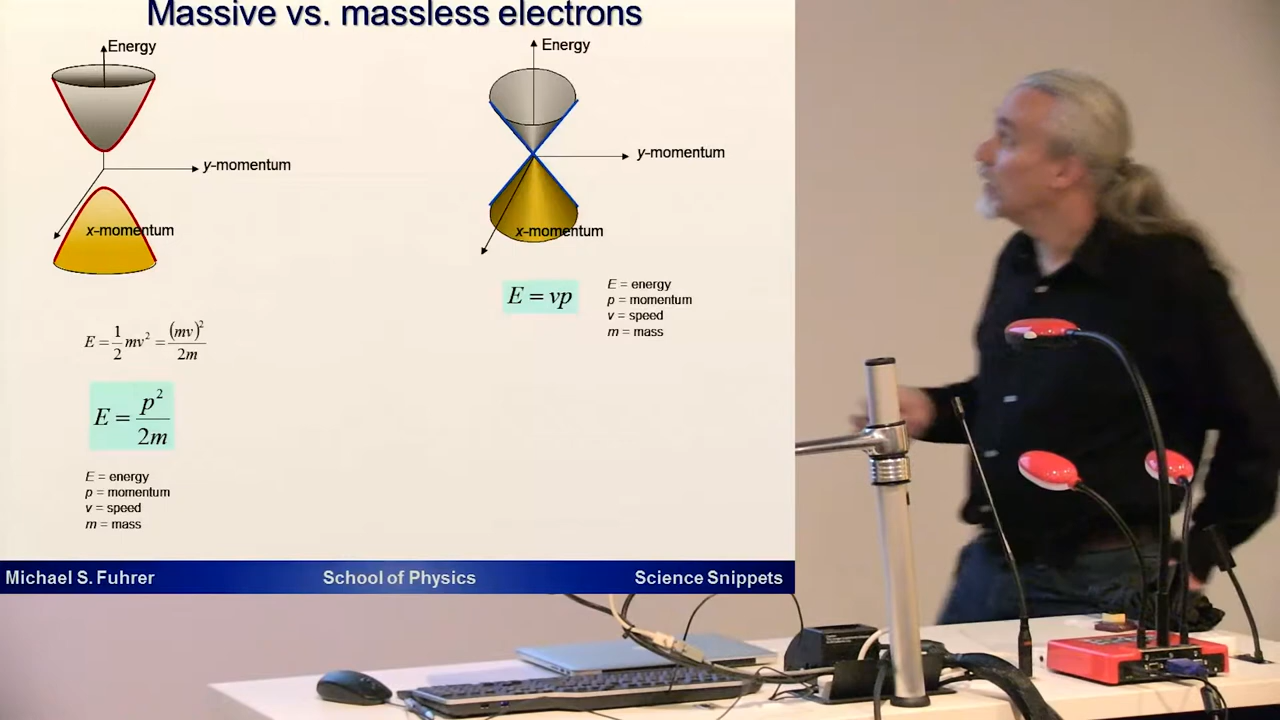 Massive vs. massless electrons
Energy
y-momentum
x-momentum
E = 1/2 mv² = (mv)²/2m
E = p²/2m
E = energy
p = momentum
v = speed
m = mass
Energy
y-momentum
x-momentum
E = vp
E = energy
p = momentum
v = speed
m = mass
Michael S. Fuhrer School of Physics Science Snippets